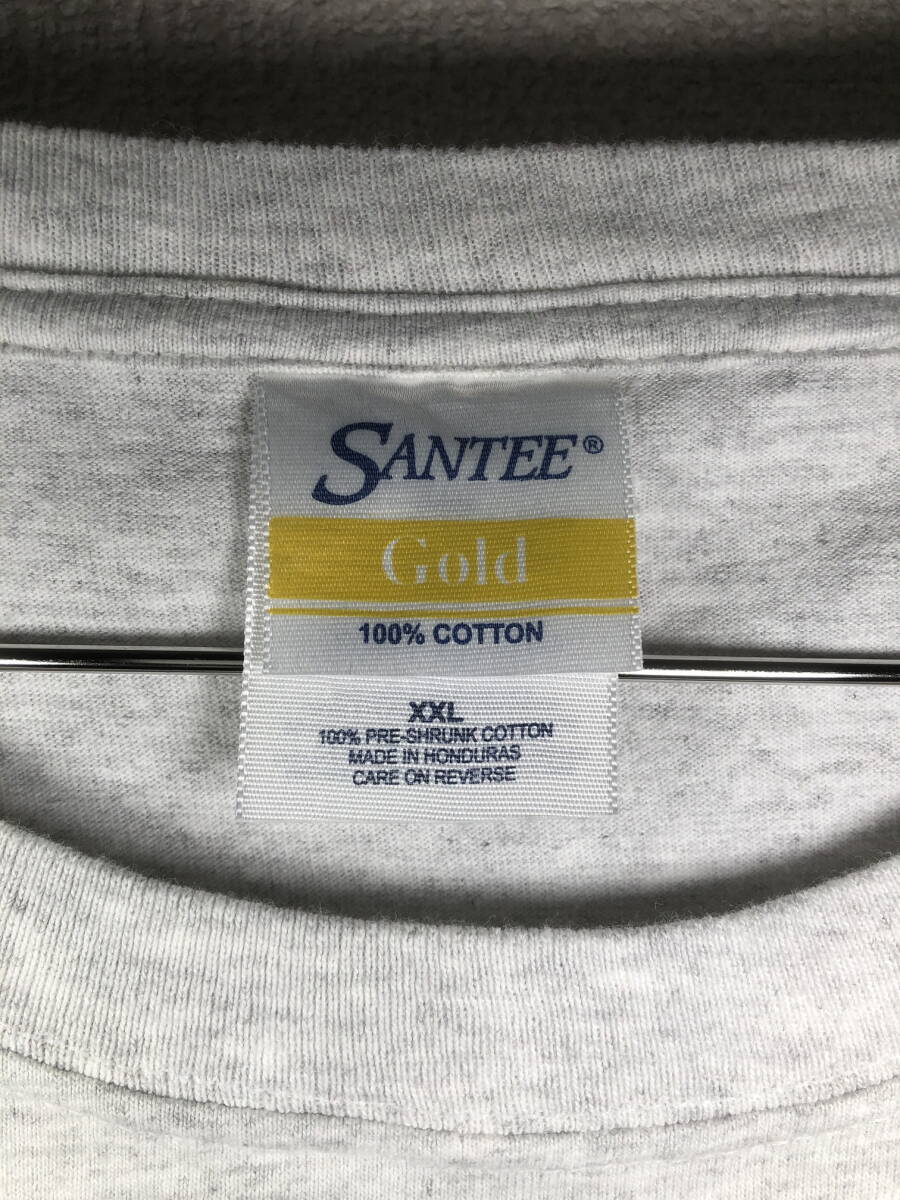 SANTEE®
Gold
100% COTTON
XXL
100% PRE-SHRUNK COTTON
MADE IN HONDURAS
CARE ON REVERSE